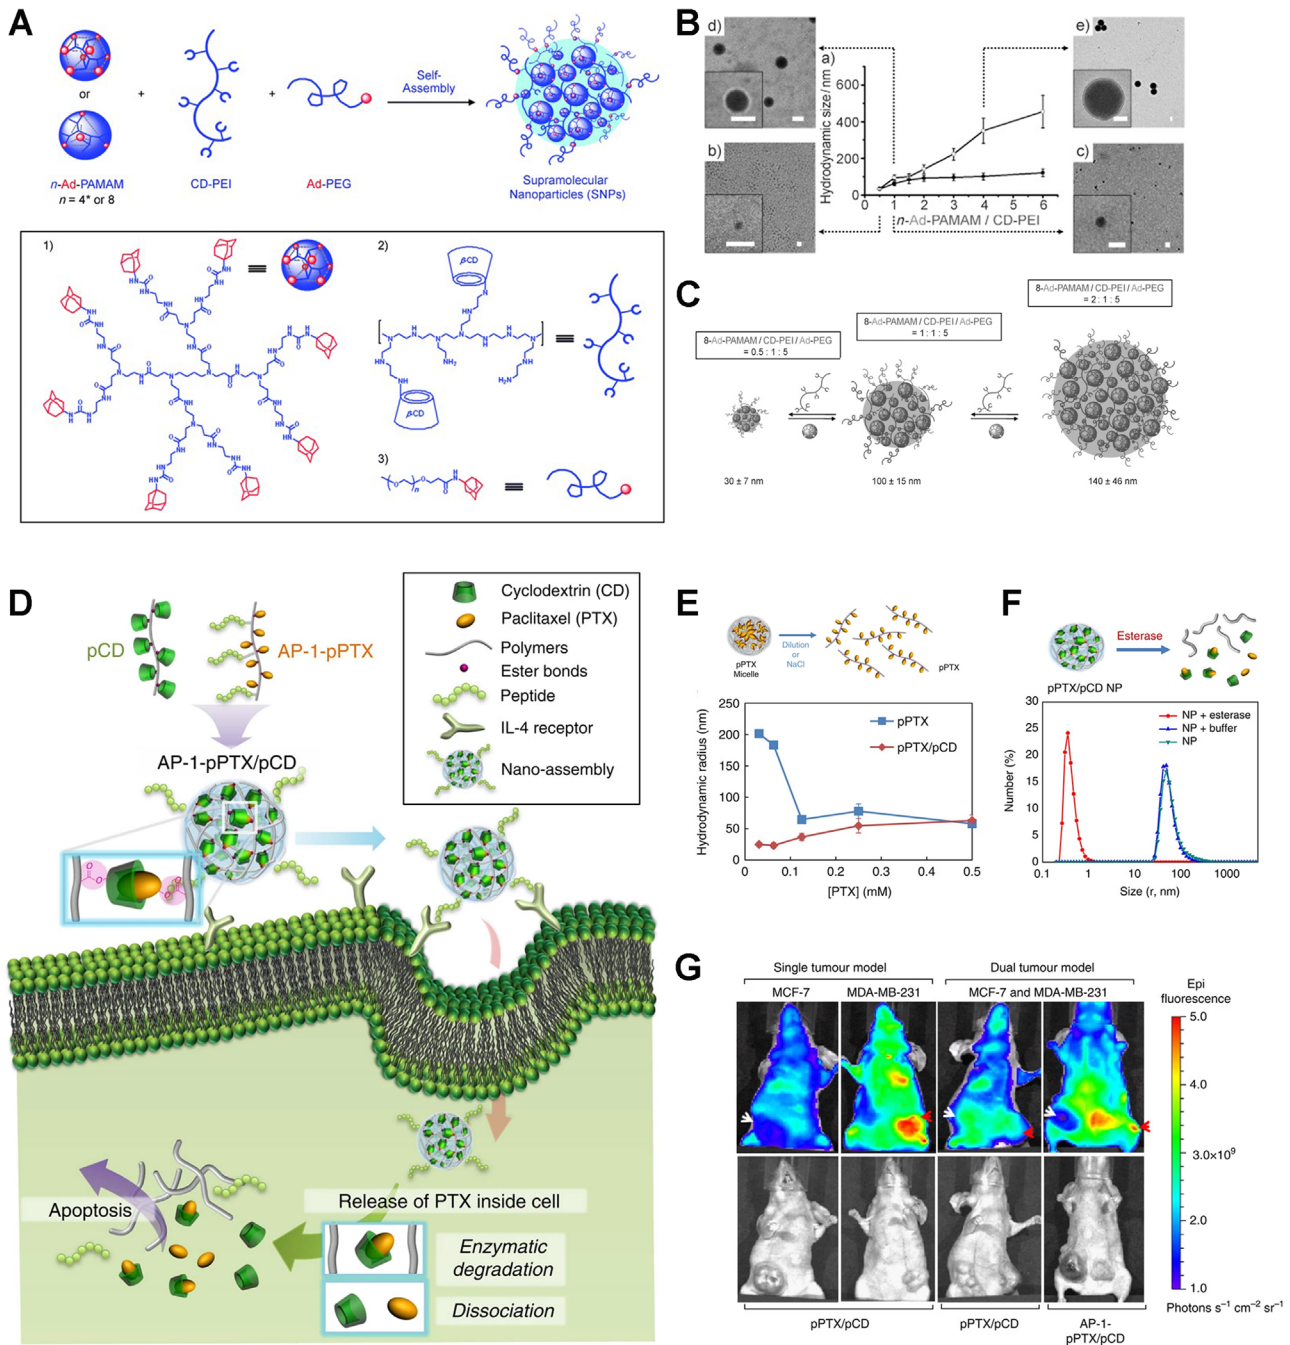 A
or
+
+
Self-
Assembly
n-Ad-PAMAM
n = 4* or 8
CD-PEI
Ad-PEG
Supramolecular
Nanoparticles (SNPs)
1)
2)
βCD
NH₂
H₂N
βCD
3)
B
d)
e)
a)
b)
c)
Hydrodynamic size/nm
600
400
200
0
0 1 2 3 4 5 6
n-Ad-PAMAM / CD-PEI
C
8-Ad-PAMAM / CD-PEI / Ad-PEG
= 0.5 : 1 : 5
8-Ad-PAMAM / CD-PEI / Ad-PEG
= 1 : 1 : 5
8-Ad-PAMAM / CD-PEI / Ad-PEG
= 2 : 1 : 5
30 ± 7 nm
100 ± 15 nm
140 ± 46 nm
D
pCD
AP-1-pPTX
AP-1-pPTX/pCD
Cyclodextrin (CD)
Paclitaxel (PTX)
Polymers
Ester bonds
Peptide
IL-4 receptor
Nano-assembly
Release of PTX inside cell
Apoptosis
Enzymatic
degradation
Dissociation
E
pPTX
Micelle
Dilution
or
NaCl
pPTX
Hydrodynamic radius (nm)
250
200
150
100
50
0
pPTX
pPTX/pCD
0 0.1 0.2 0.3 0.4 0.5
[PTX] (mM)
F
Esterase
pPTX/pCD NP
Number (%)
30
25
20
15
10
5
0
NP + esterase
NP + buffer
NP
0.1 1 10 100 1000
Size (r, nm)
G
Single tumour model
Dual tumour model
MCF-7
MDA-MB-231
MCF-7 and MDA-MB-231
Epi
fluorescence
5.0
4.0
3.0×10⁹
2.0
1.0
Photons s⁻¹ cm⁻² sr⁻¹
pPTX/pCD
pPTX/pCD
AP-1-
pPTX/pCD